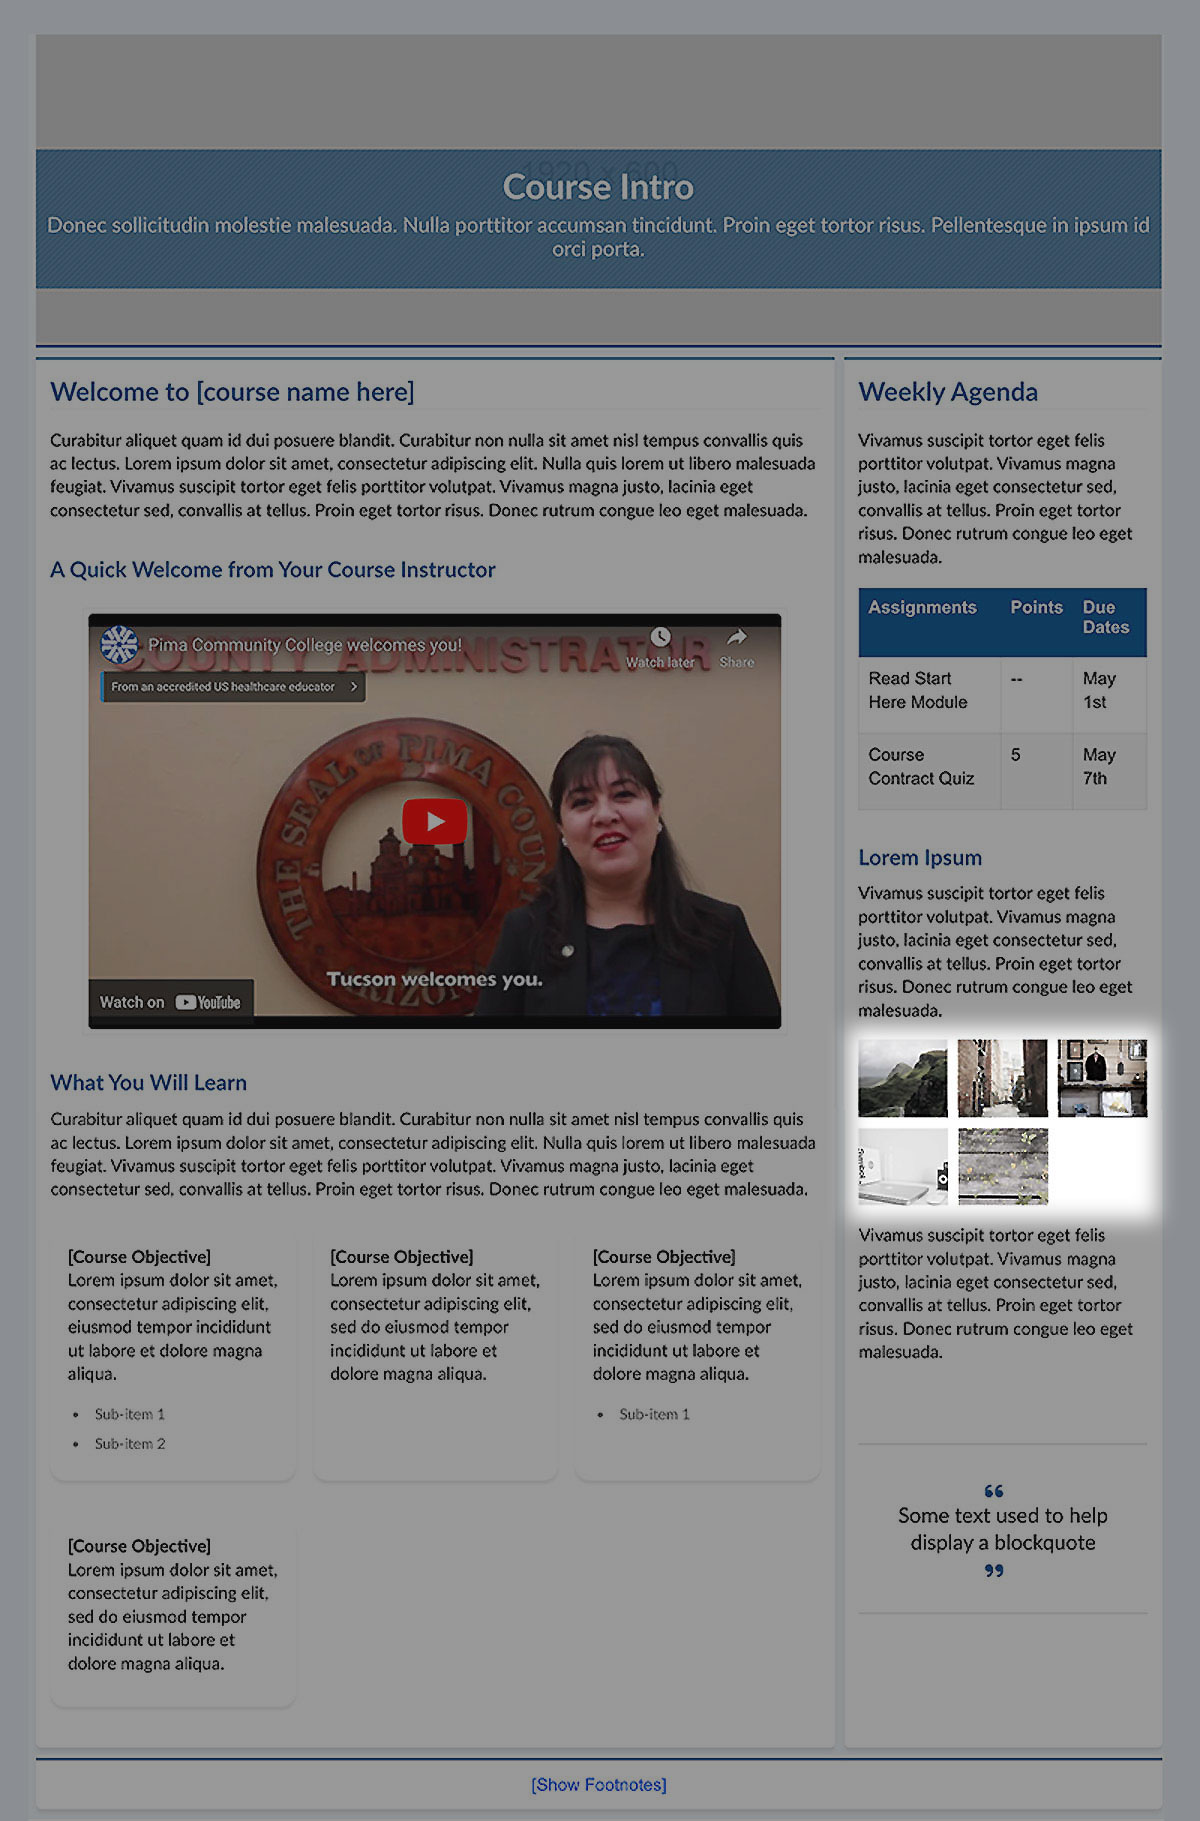 1920 x 600
Course Intro
Donec sollicitudin molestie malesuada. Nulla porttitor accumsan tincidunt. Proin eget tortor risus. Pellentesque in ipsum id
orci porta.
Welcome to [course name here]
Curabitur aliquet quam id dui posuere blandit. Curabitur non nulla sit amet nisl tempus convallis quis
ac lectus. Lorem ipsum dolor sit amet, consectetur adipiscing elit. Nulla quis lorem ut libero malesuada
feugiat. Vivamus suscipit tortor eget felis porttitor volutpat. Vivamus magna justo, lacinia eget
consectetur sed, convallis at tellus. Proin eget tortor risus. Donec rutrum congue leo eget malesuada.
A Quick Welcome from Your Course Instructor
COUNTY ADMINISTRATOR
Pima Community College welcomes you!
Watch later
Share
From an accredited US healthcare educator
THE SEAL OF PIMA COUN
ARIZON
Tucson welcomes you.
Watch on YouTube
What You Will Learn
Curabitur aliquet quam id dui posuere blandit. Curabitur non nulla sit amet nisl tempus convallis quis
ac lectus. Lorem ipsum dolor sit amet, consectetur adipiscing elit. Nulla quis lorem ut libero malesuada
feugiat. Vivamus suscipit tortor eget felis porttitor volutpat. Vivamus magna justo, lacinia eget
consectetur sed, convallis at tellus. Proin eget tortor risus. Donec rutrum congue leo eget malesuada.
[Course Objective]
Lorem ipsum dolor sit amet,
consectetur adipiscing elit,
eiusmod tempor incididunt
ut labore et dolore magna
aliqua.
• Sub-item 1
• Sub-item 2
[Course Objective]
Lorem ipsum dolor sit amet,
consectetur adipiscing elit,
sed do eiusmod tempor
incididunt ut labore et
dolore magna aliqua.
[Course Objective]
Lorem ipsum dolor sit amet,
consectetur adipiscing elit,
sed do eiusmod tempor
incididunt ut labore et
dolore magna aliqua.
• Sub-item 1
[Course Objective]
Lorem ipsum dolor sit amet,
consectetur adipiscing elit,
sed do eiusmod tempor
incididunt ut labore et
dolore magna aliqua.
Weekly Agenda
Vivamus suscipit tortor eget felis
porttitor volutpat. Vivamus magna
justo, lacinia eget consectetur sed,
convallis at tellus. Proin eget tortor
risus. Donec rutrum congue leo eget
malesuada.
Assignments Points Due
Dates
Read Start -- May
Here Module 1st
Course 5 May
Contract Quiz 7th
Lorem Ipsum
Vivamus suscipit tortor eget felis
porttitor volutpat. Vivamus magna
justo, lacinia eget consectetur sed,
convallis at tellus. Proin eget tortor
risus. Donec rutrum congue leo eget
malesuada.
Symbol
Vivamus suscipit tortor eget felis
porttitor volutpat. Vivamus magna
justo, lacinia eget consectetur sed,
convallis at tellus. Proin eget tortor
risus. Donec rutrum congue leo eget
malesuada.
“
Some text used to help
display a blockquote
”
[Show Footnotes]